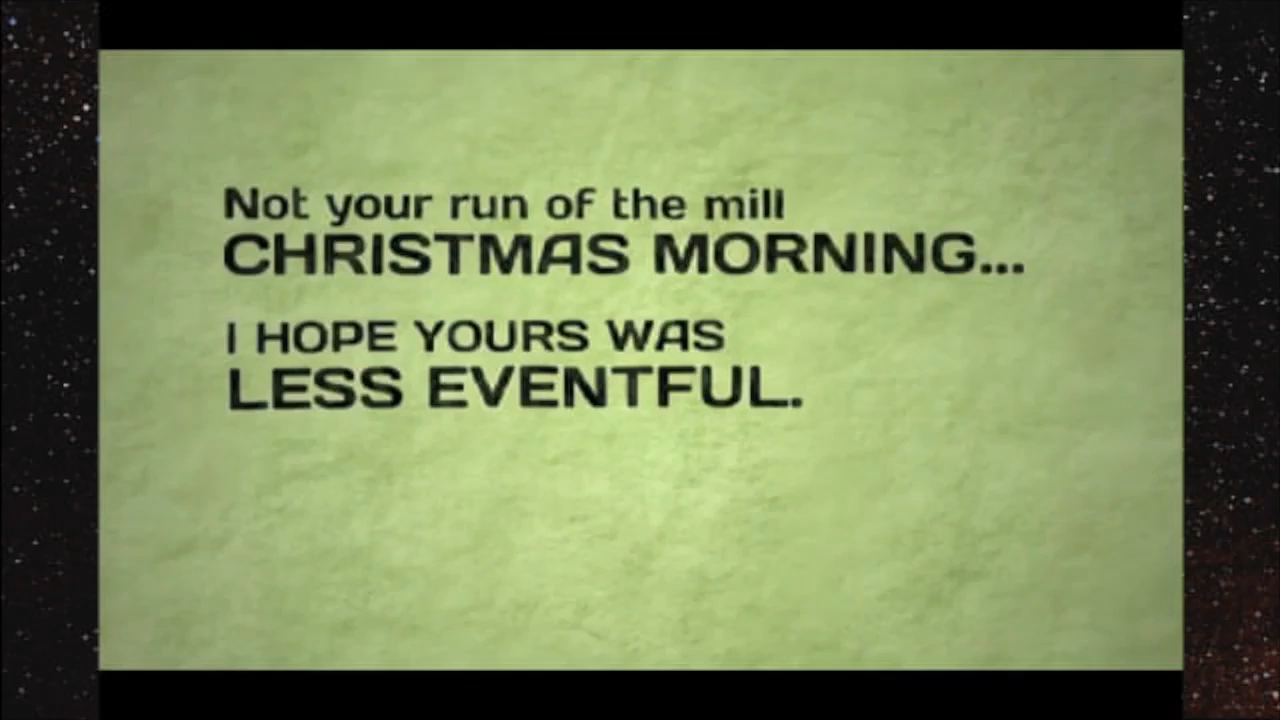 Not your run of the mill
CHRISTMAS MORNING...
I HOPE YOURS WAS
LESS EVENTFUL.